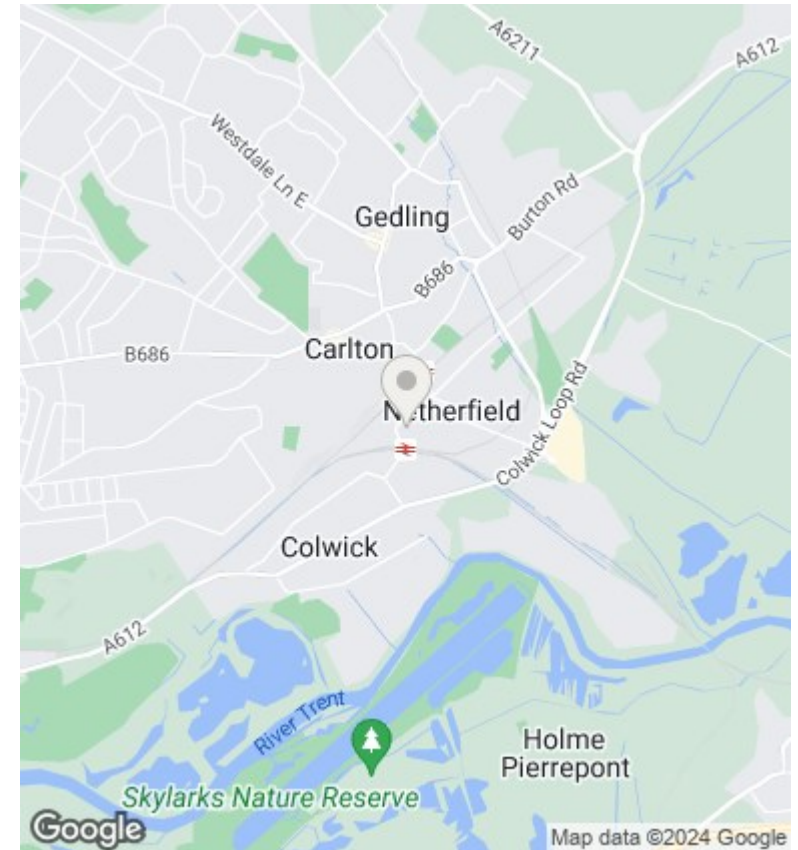 A6211
A612
Westdale Ln E
Gedling
Burton Rd
B686
B686
Carlton
Netherfield
Colwick Loop Rd
Colwick
A612
River Trent
Holme
Pierrepont
Skylarks Nature Reserve
Google
Map data ©2024 Google